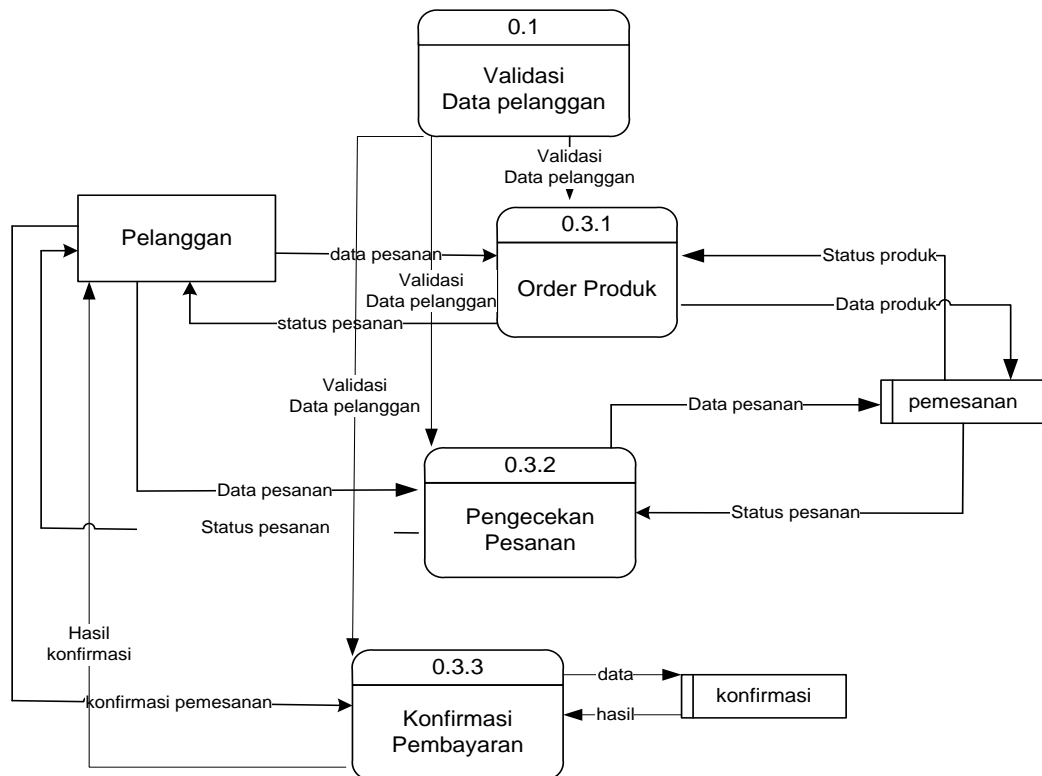 0.1
Validasi
Data pelanggan
Validasi
Data pelanggan
0.3.1
Pelanggan
data pesanan
Status produk
Validasi
Data pelanggan
Order Produk
Data produk
status pesanan
Validasi
Data pelanggan
Data pesanan
pemesanan
0.3.2
Data pesanan
Pengecekan
Pesanan
Status pesanan
Status pesanan
Hasil
konfirmasi
0.3.3
data
konfirmasi
konfirmasi pemesanan
hasil
Konfirmasi
Pembayaran